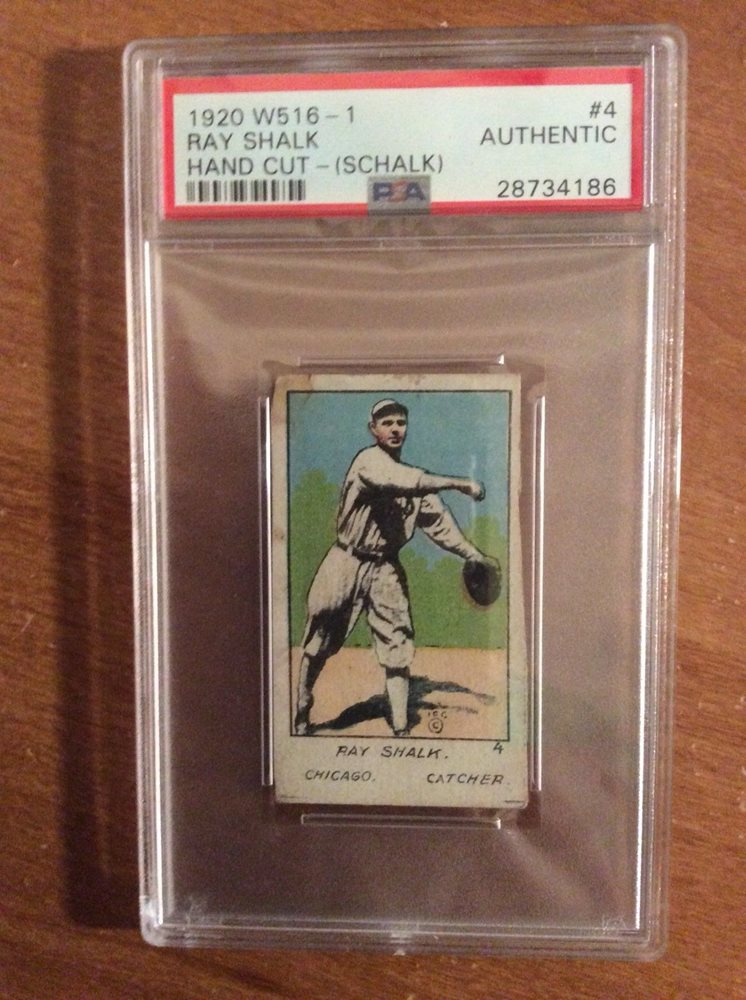 1920 W516-1 #4
RAY SHALK AUTHENTIC
HAND CUT-(SCHALK)
PSA 28734186
I S C
©
RAY SHALK. 4
CHICAGO. CATCHER.